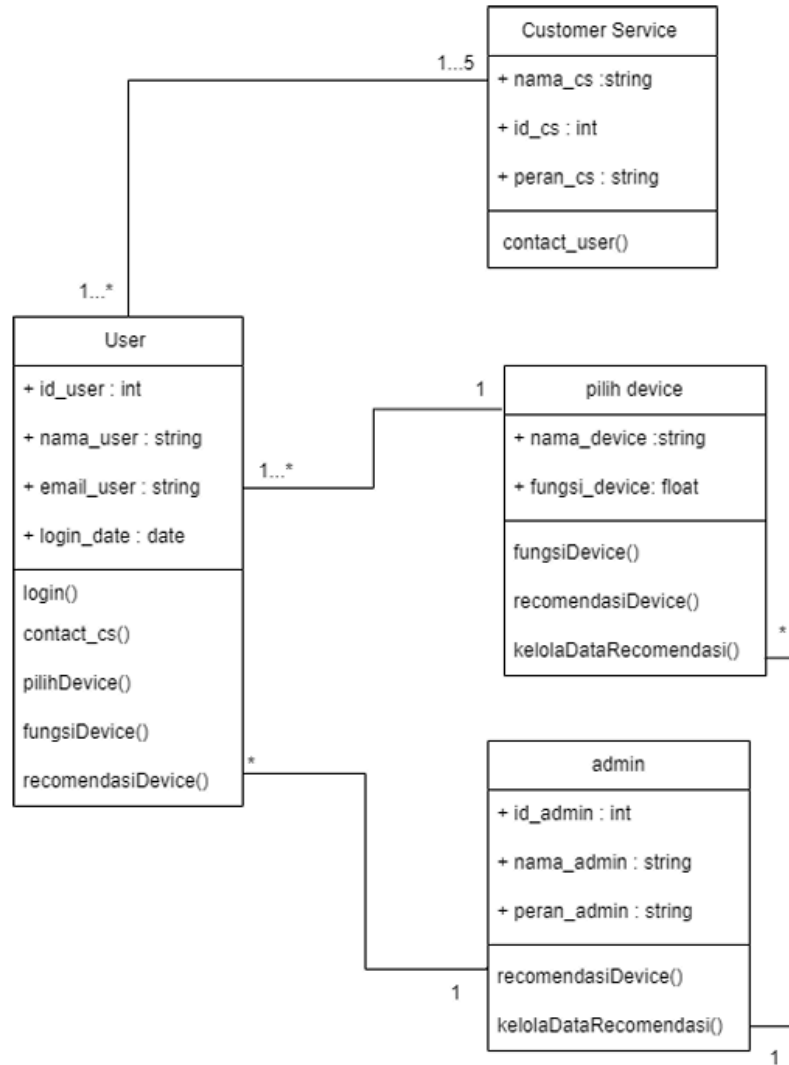 Customer Service
1...5
+ nama_cs :string
+ id_cs : int
+ peran_cs : string
contact_user()
1...*
User
+ id_user : int
+ nama_user : string
+ email_user : string
+ login_date : date
login()
contact_cs()
pilihDevice()
fungsiDevice()
recomendasiDevice()
1...*
1
pilih device
+ nama_device :string
+ fungsi_device: float
fungsiDevice()
recomendasiDevice()
kelolaDataRecomendasi()
*
*
1
admin
+ id_admin : int
+ nama_admin : string
+ peran_admin : string
recomendasiDevice()
kelolaDataRecomendasi()
1